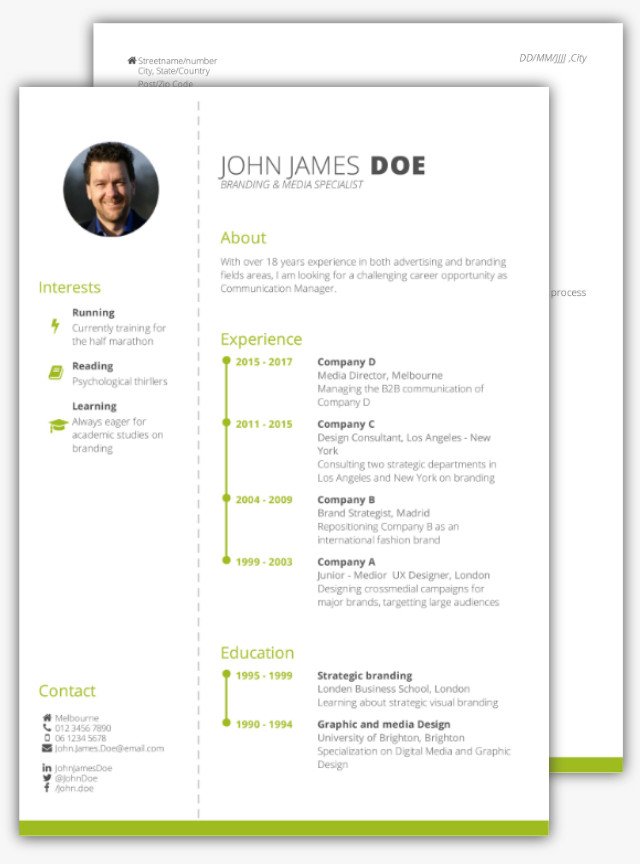 Streetname/number
City, State/Country
Post/Zip Code
DD/MM/JJJJ ,City
process
JOHN JAMES DOE
BRANDING & MEDIA SPECIALIST
About
With over 18 years experience in both advertising and branding
fields areas, I am looking for a challenging career opportunity as
Communication Manager.
Interests
Running
Currently training for
the half marathon
Reading
Psychological thirllers
Learning
Always eager for
academic studies on
branding
Experience
2015 - 2017
Company D
Media Director, Melbourne
Managing the B2B communication of
Company D
2011 - 2015
Company C
Design Consultant, Los Angeles - New
York
Consulting two strategic departments in
Los Angeles and New York on branding
2004 - 2009
Company B
Brand Strategist, Madrid
Repositioning Company B as an
international fashion brand
1999 - 2003
Company A
Junior - Medior UX Designer, London
Designing crossmedial campaigns for
major brands, targetting large audiences
Education
1995 - 1999
Strategic branding
Londen Business School, London
Learning about strategic visual branding
1990 - 1994
Graphic and media Design
University of Brighton, Brighton
Specialization on Digital Media and Graphic
Design
Contact
Melbourne
012 3456 7890
06 1234 5678
John.James.Doe@email.com
JohnJamesDoe
@JohnDoe
/John.doe